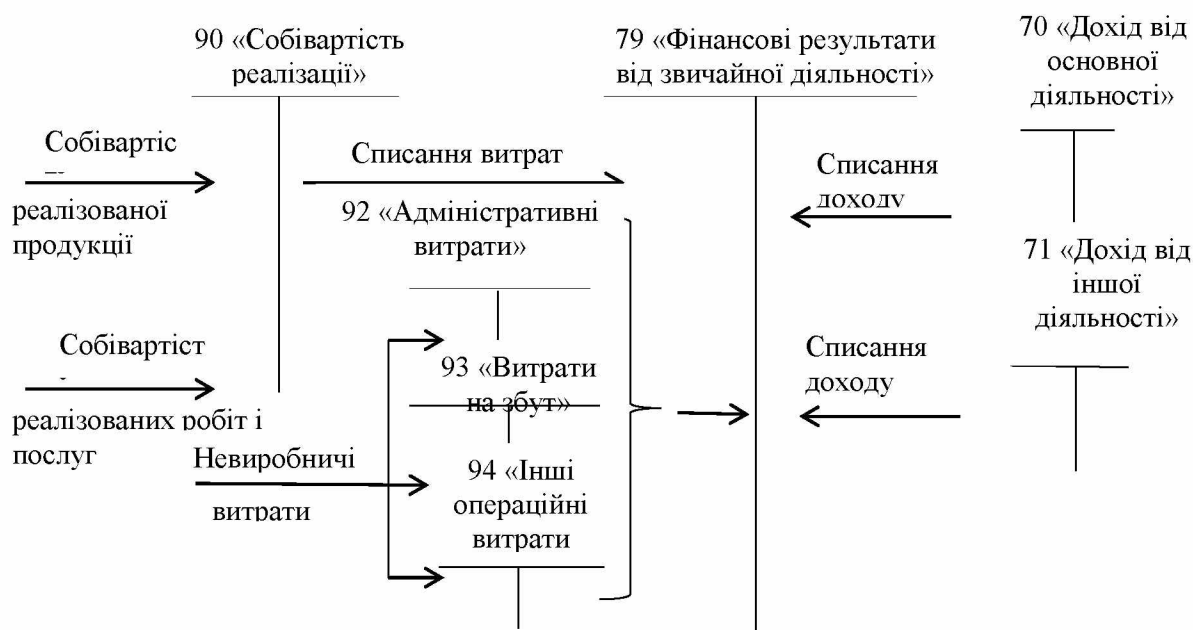 90 «Собівартість
реалізації»
79 «Фінансові результати
від звичайної діяльності»
70 «Дохід від
основної
діяльності»
Собівартіс
реалізованої
продукції
Списання витрат
Списання
доходу
92 «Адміністративні
витрати»
71 «Дохід від
іншої
діяльності»
Собівартіст
реалізованих робіт і
послуг
93 «Витрати
на збут»
Списання
доходу
Невиробничі
витрати
94 «Інші
операційні
витрати